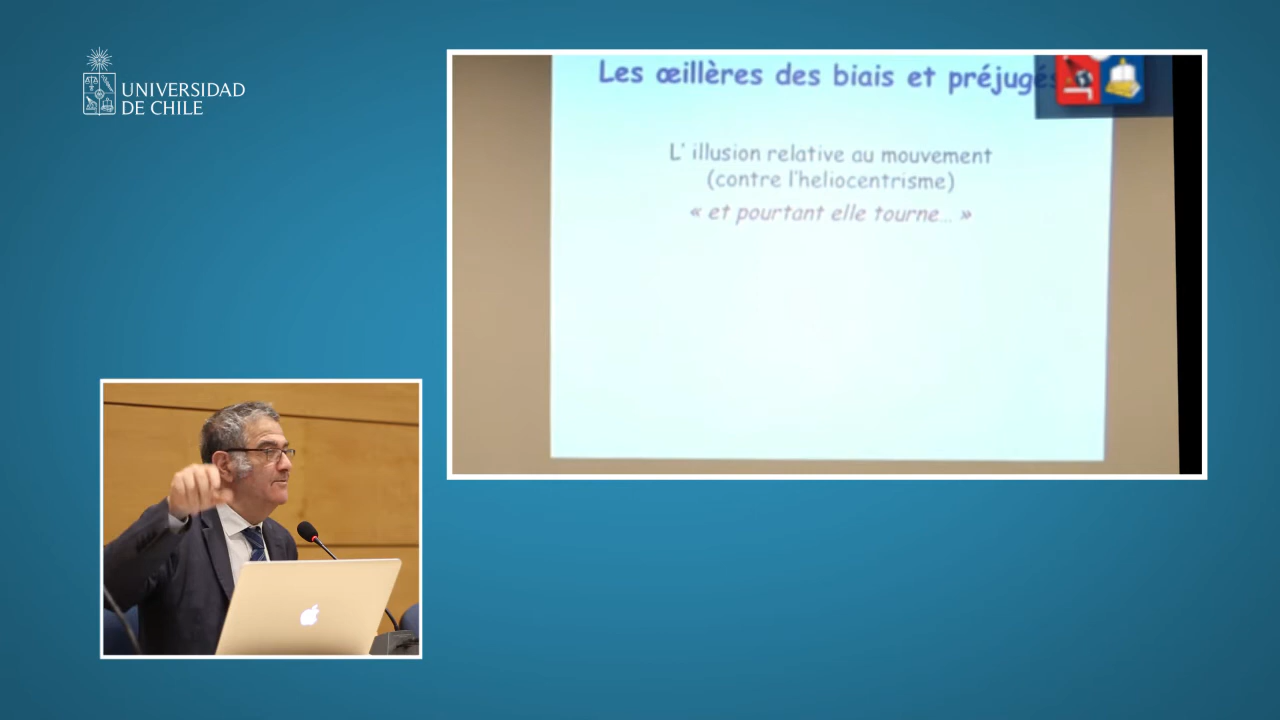 UNIVERSIDAD
DE CHILE
Les œillères des biais et préjugés
L' illusion relative au mouvement
(contre l'heliocentrisme)
« et pourtant elle tourne... »